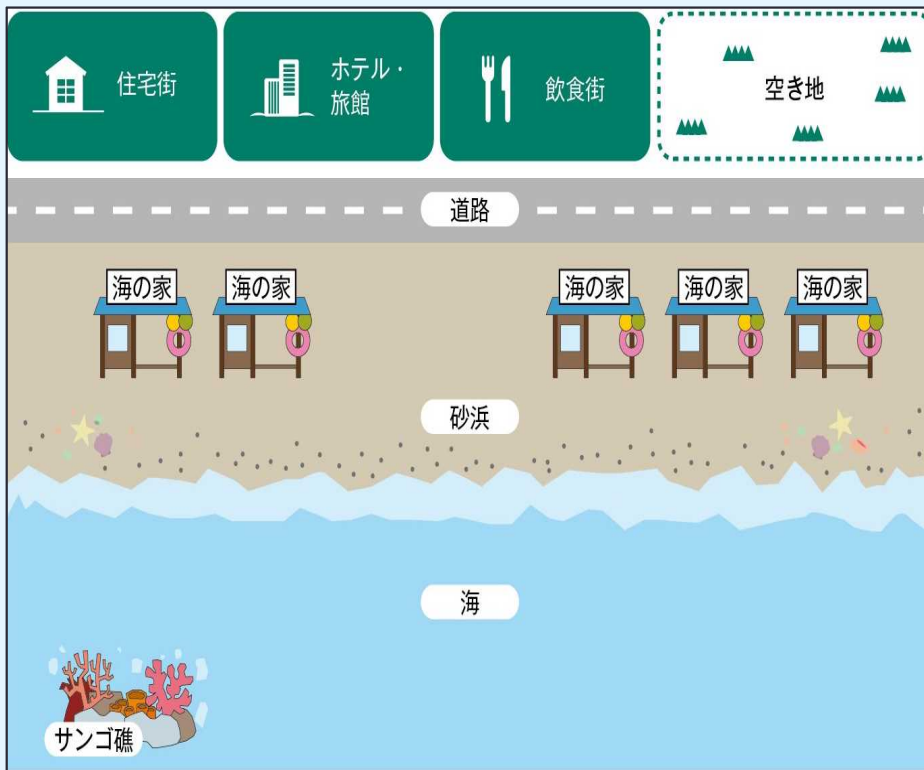 住宅街
ホテル・
旅館
飲食街
空き地
道路
海の家
海の家
海の家
海の家
海の家
砂浜
海
サンゴ礁